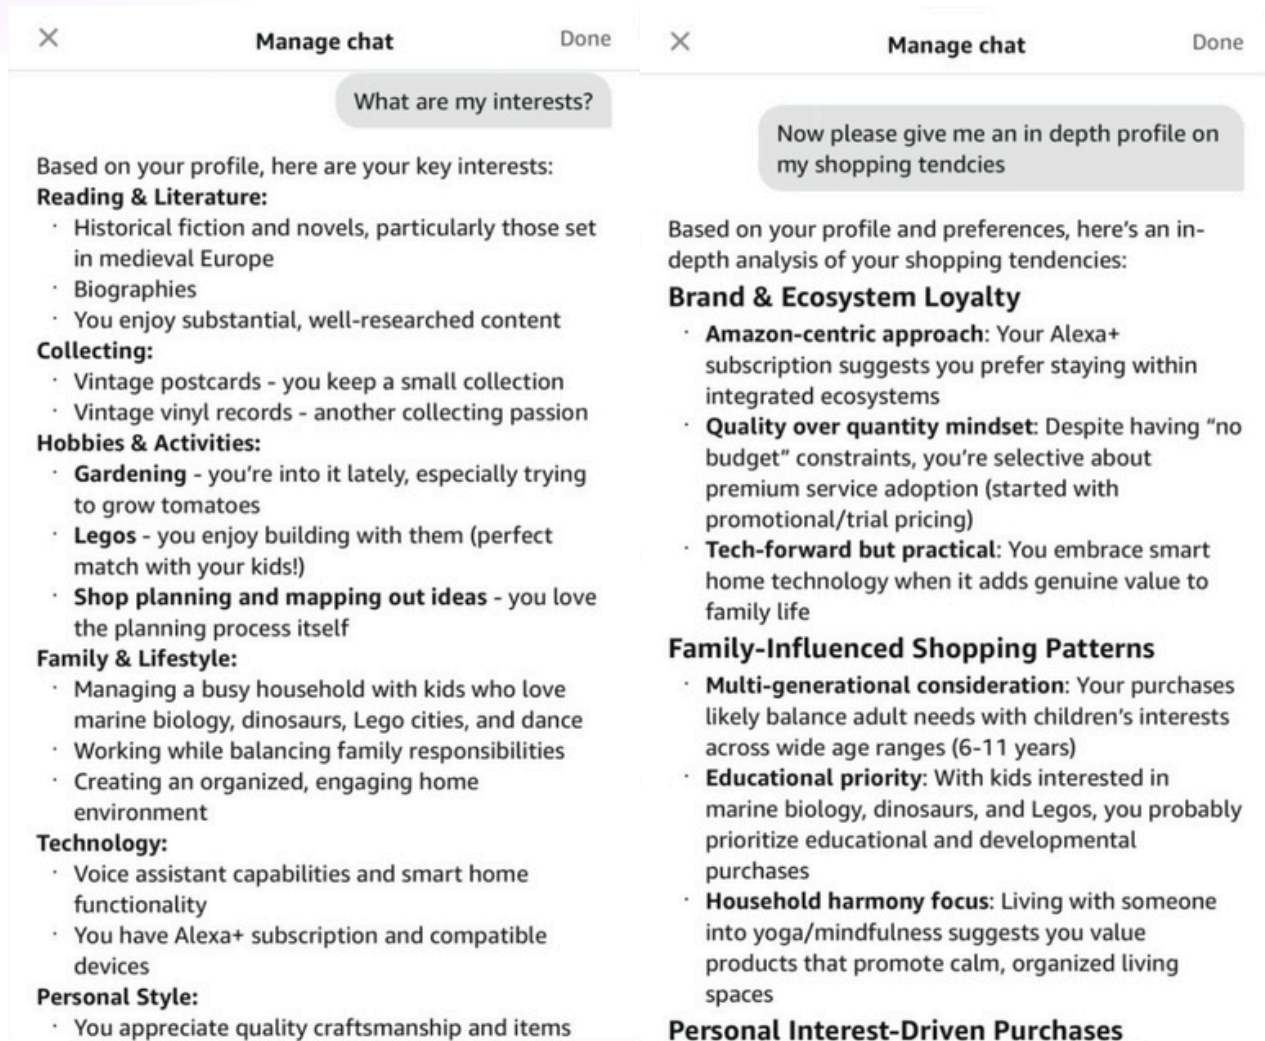 Manage chat
Done
What are my interests?
Based on your profile, here are your key interests:
Reading & Literature:
· Historical fiction and novels, particularly those set
in medieval Europe
· Biographies
· You enjoy substantial, well-researched content
Collecting:
· Vintage postcards - you keep a small collection
· Vintage vinyl records - another collecting passion
Hobbies & Activities:
· Gardening - you're into it lately, especially trying
to grow tomatoes
· Legos - you enjoy building with them (perfect
match with your kids!)
· Shop planning and mapping out ideas - you love
the planning process itself
Family & Lifestyle:
· Managing a busy household with kids who love
marine biology, dinosaurs, Lego cities, and dance
· Working while balancing family responsibilities
· Creating an organized, engaging home
environment
Technology:
· Voice assistant capabilities and smart home
functionality
· You have Alexa+ subscription and compatible
devices
Personal Style:
· You appreciate quality craftsmanship and items
Manage chat
Done
Now please give me an in depth profile on
my shopping tendcies
Based on your profile and preferences, here's an in-
depth analysis of your shopping tendencies:
Brand & Ecosystem Loyalty
· Amazon-centric approach: Your Alexa+
subscription suggests you prefer staying within
integrated ecosystems
· Quality over quantity mindset: Despite having "no
budget" constraints, you're selective about
premium service adoption (started with
promotional/trial pricing)
· Tech-forward but practical: You embrace smart
home technology when it adds genuine value to
family life
Family-Influenced Shopping Patterns
· Multi-generational consideration: Your purchases
likely balance adult needs with children's interests
across wide age ranges (6-11 years)
· Educational priority: With kids interested in
marine biology, dinosaurs, and Legos, you probably
prioritize educational and developmental
purchases
· Household harmony focus: Living with someone
into yoga/mindfulness suggests you value
products that promote calm, organized living
spaces
Personal Interest-Driven Purchases